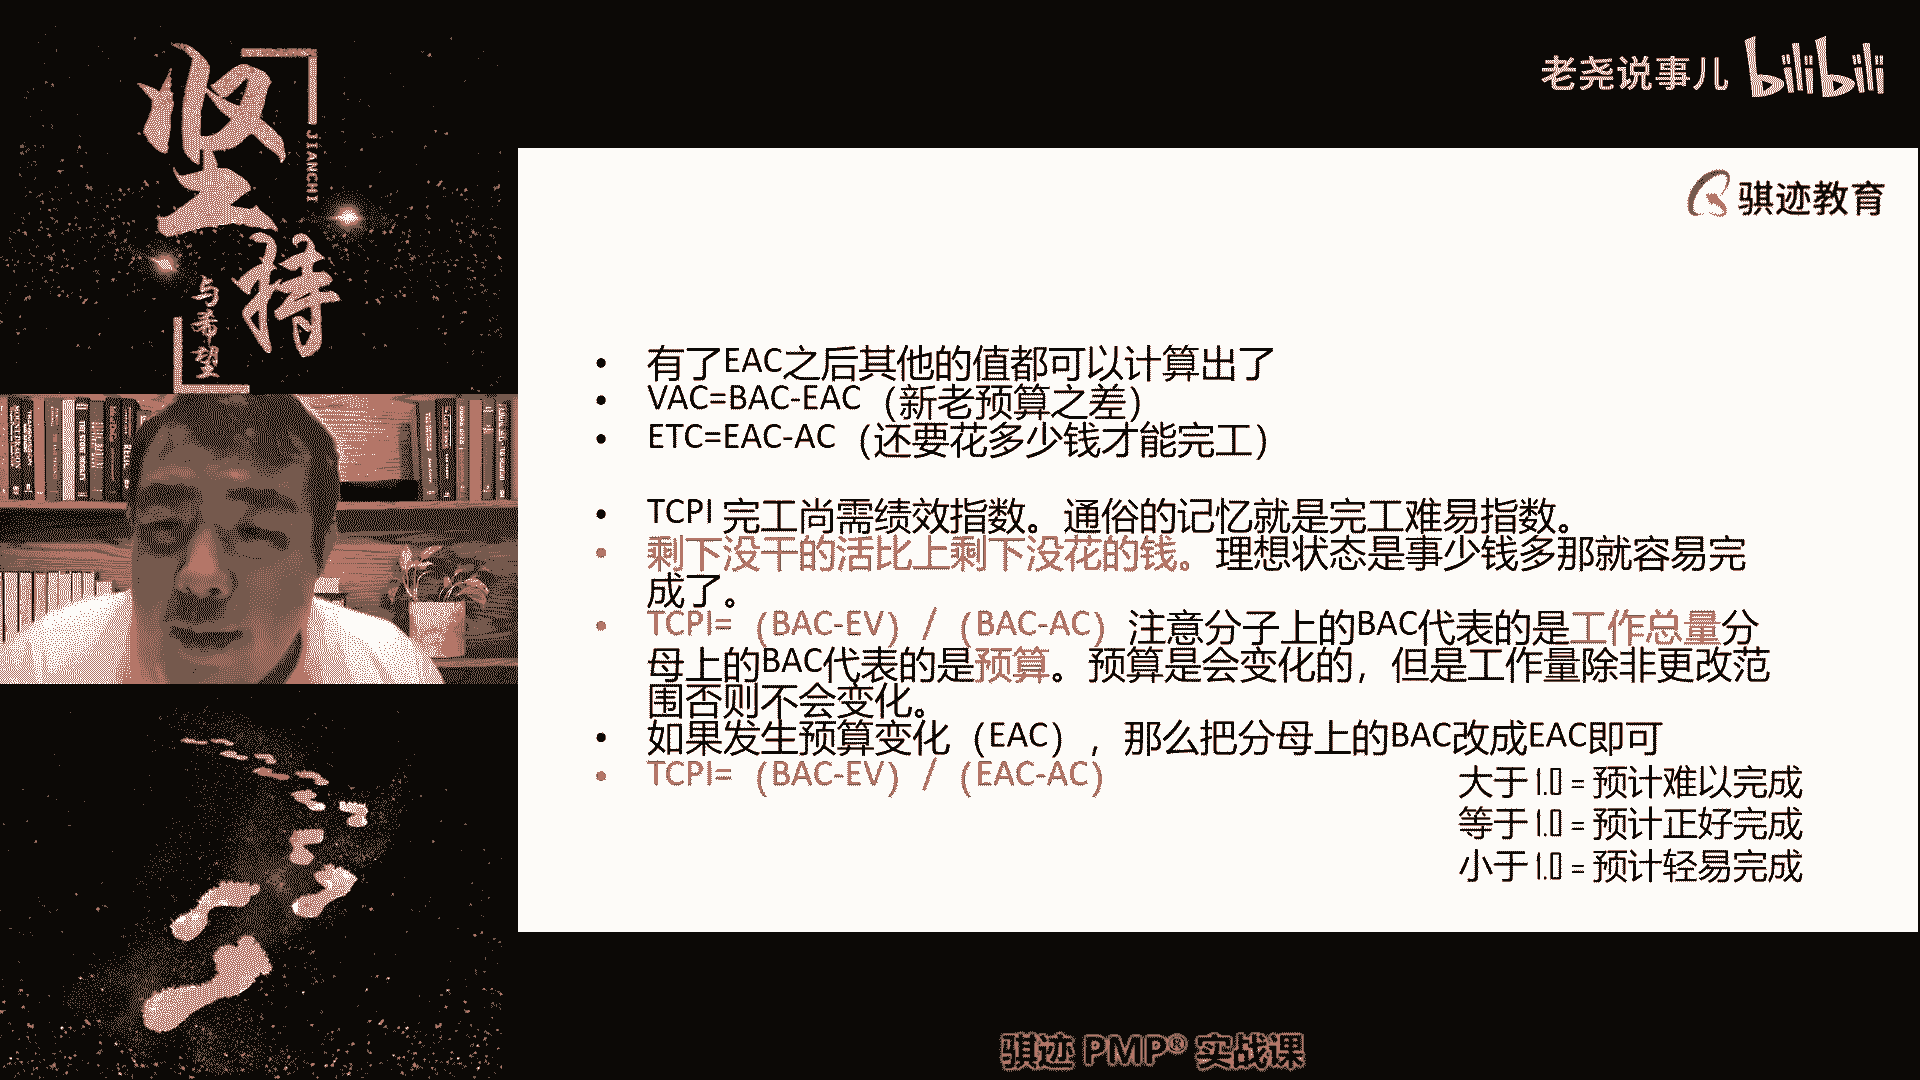 坚
持
JIANCHI
与希望
老尧说事儿 bilibili
骐迹教育
• 有了EAC之后其他的值都可以计算出了
• VAC=BAC-EAC（新老预算之差）
• ETC=EAC-AC（还要花多少钱才能完工）
• TCPI 完工尚需绩效指数。通俗的记忆就是完工难易指数。
• 剩下没干的活比上剩下没花的钱。理想状态是事少钱多那就容易完
成了。
• TCPI=（BAC-EV）/（BAC-AC）注意分子上的BAC代表的是工作总量分
母上的BAC代表的是预算。预算是会变化的，但是工作量除非更改范
围否则不会变化。
• 如果发生预算变化（EAC），那么把分母上的BAC改成EAC即可
• TCPI=（BAC-EV）/（EAC-AC）
大于1.0 = 预计难以完成
等于1.0 = 预计正好完成
小于1.0 = 预计轻易完成
骐迹 PMP® 实战课